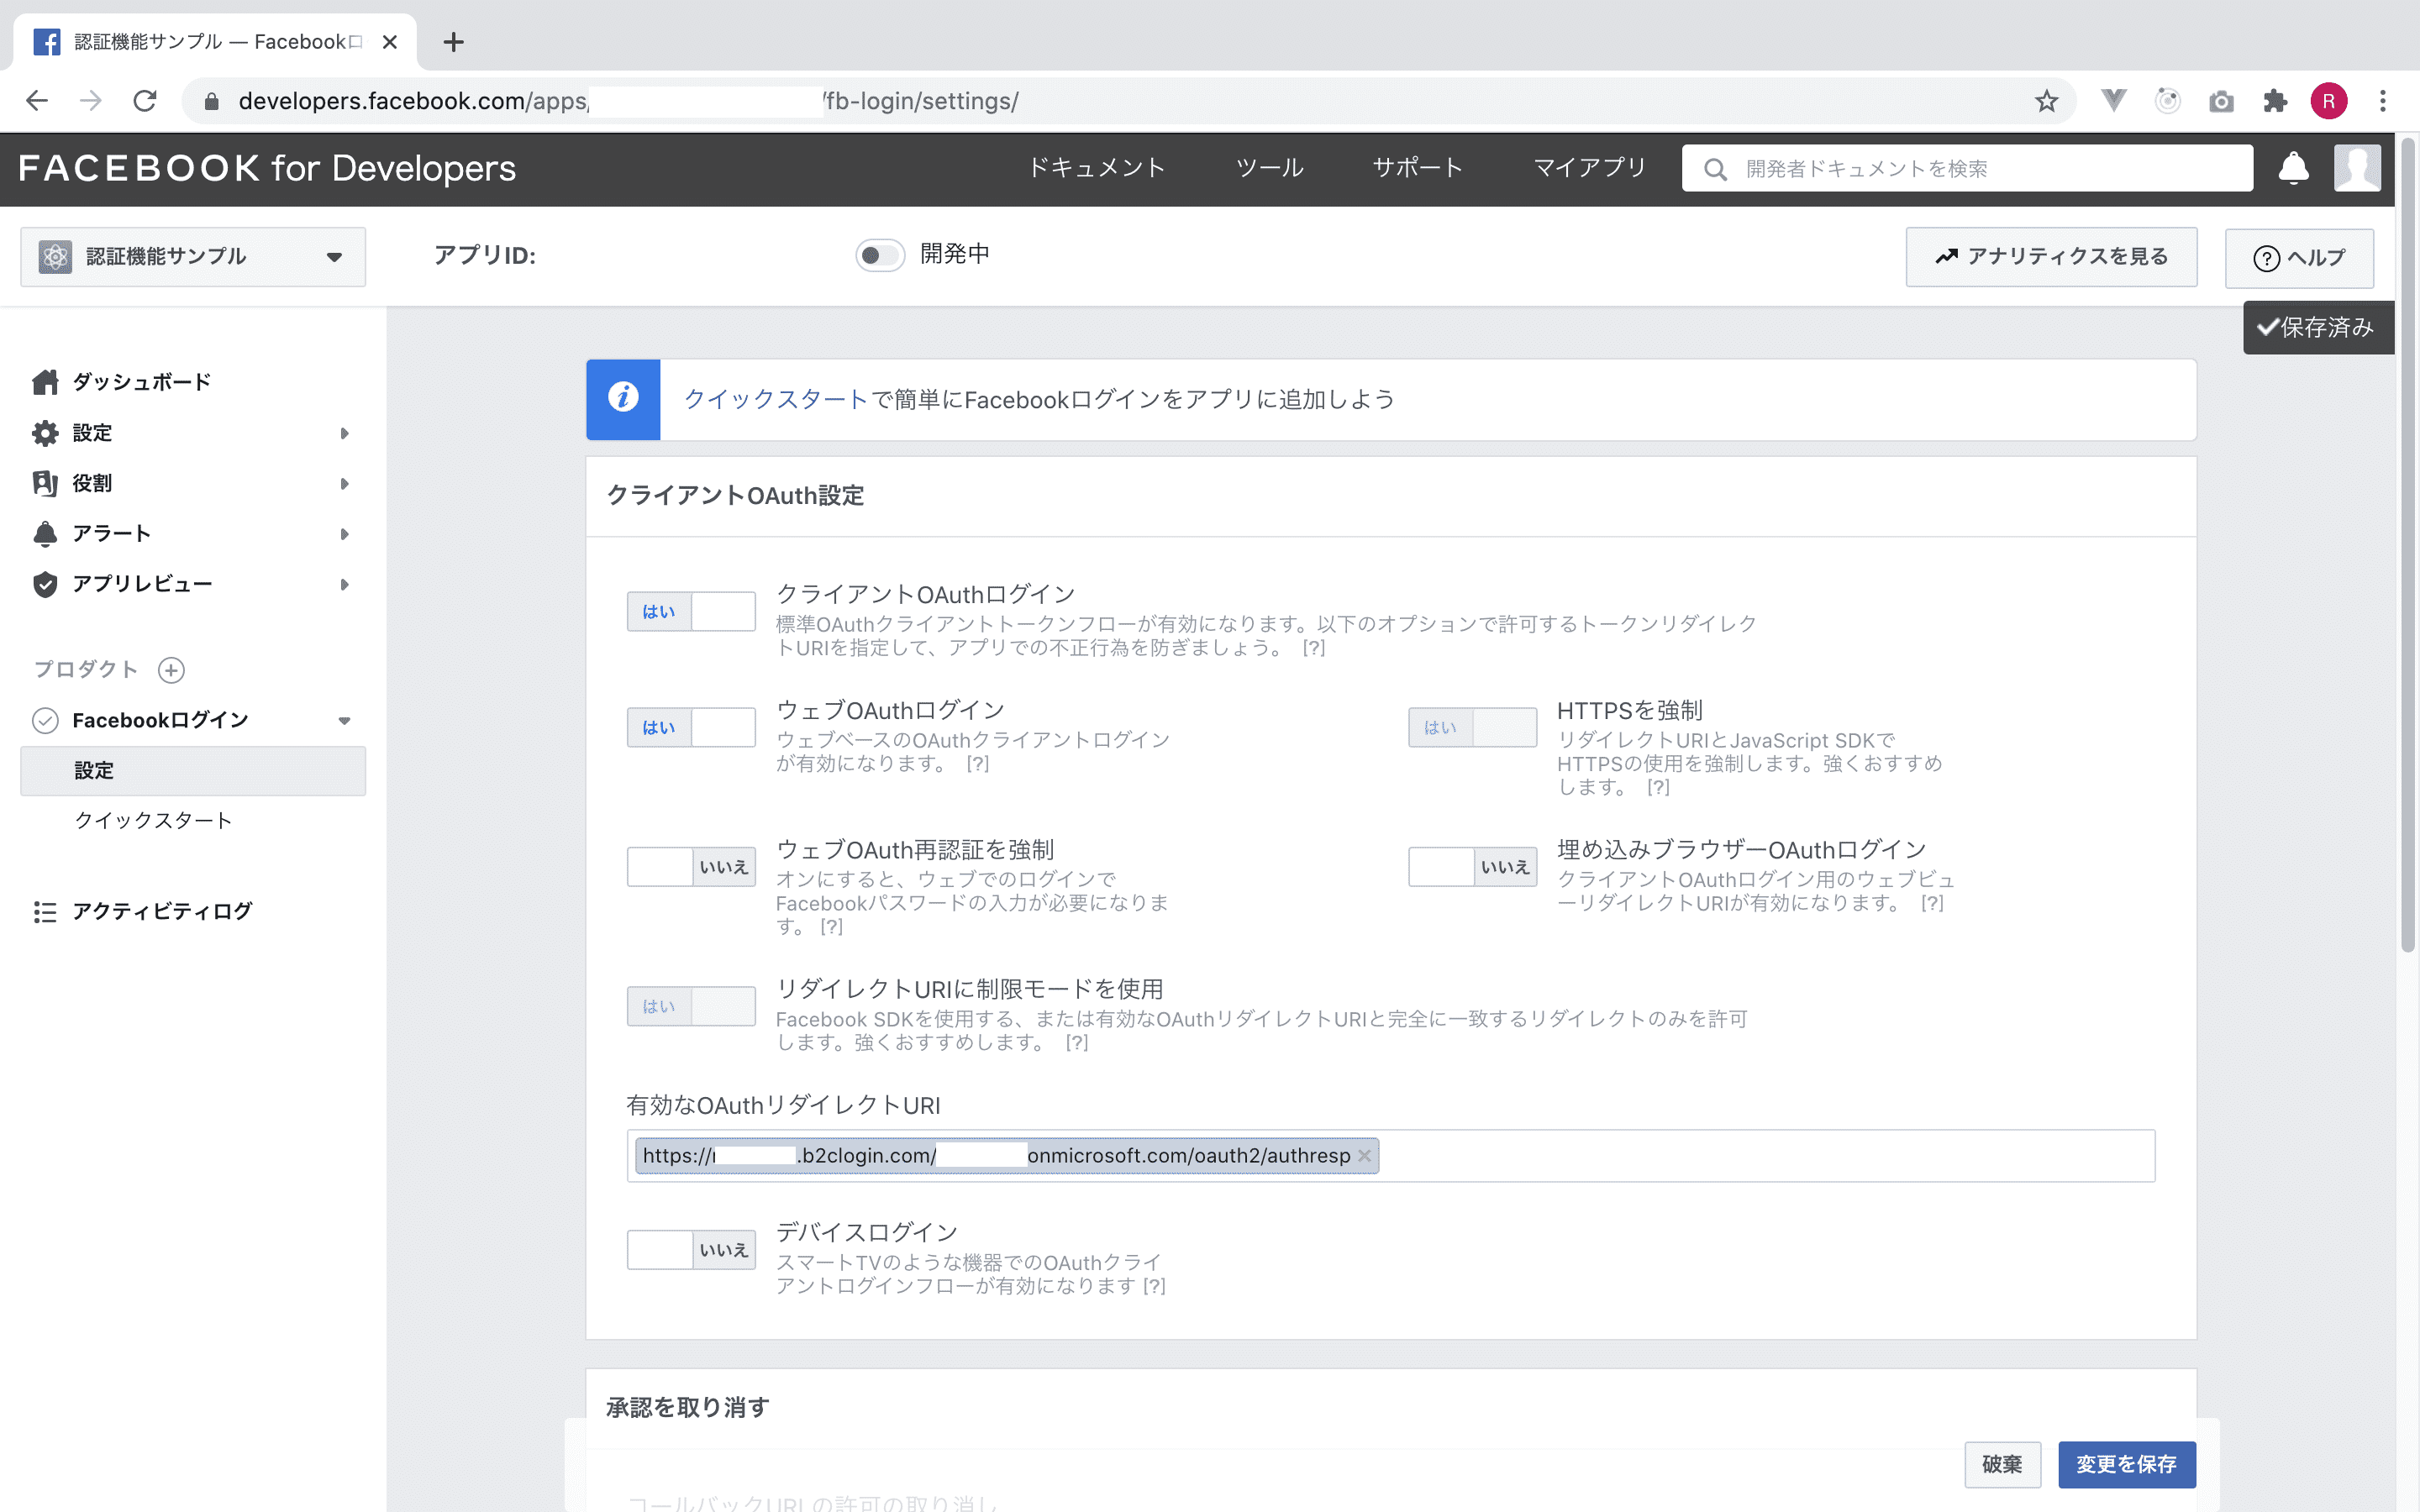 認証機能サンプル — Facebookロ
developers.facebook.com/apps/ /fb-login/settings/
R
FACEBOOK for Developers
ドキュメント ツール サポート マイアプリ 開発者ドキュメントを検索
認証機能サンプル アプリID: 開発中 アナリティクスを見る ヘルプ
保存済み
ダッシュボード
設定
役割
アラート
アプリレビュー
プロダクト
Facebookログイン
設定
クイックスタート
アクティビティログ
クイックスタートで簡単にFacebookログインをアプリに追加しよう
クライアントOAuth設定
はい
クライアントOAuthログイン
標準OAuthクライアントトークンフローが有効になります。以下のオプションで許可するトークンリダイレク
トURIを指定して、アプリでの不正行為を防ぎましょう。 [?]
はい
ウェブOAuthログイン
ウェブベースのOAuthクライアントログイン
が有効になります。 [?]
はい
HTTPSを強制
リダイレクトURIとJavaScript SDKで
HTTPSの使用を強制します。強くおすすめ
します。 [?]
いいえ
ウェブOAuth再認証を強制
オンにすると、ウェブでのログインで
Facebookパスワードの入力が必要になりま
す。 [?]
いいえ
埋め込みブラウザーOAuthログイン
クライアントOAuthログイン用のウェブビュ
ーリダイレクトURIが有効になります。 [?]
はい
リダイレクトURIに制限モードを使用
Facebook SDKを使用する、または有効なOAuthリダイレクトURIと完全に一致するリダイレクトのみを許可
します。強くおすすめします。 [?]
有効なOAuthリダイレクトURI
https:// .b2clogin.com/ onmicrosoft.com/oauth2/authresp
いいえ
デバイスログイン
スマートTVのような機器でのOAuthクライ
アントログインフローが有効になります [?]
承認を取り消す
コールバックURLの許可の取り消し
破棄 変更を保存